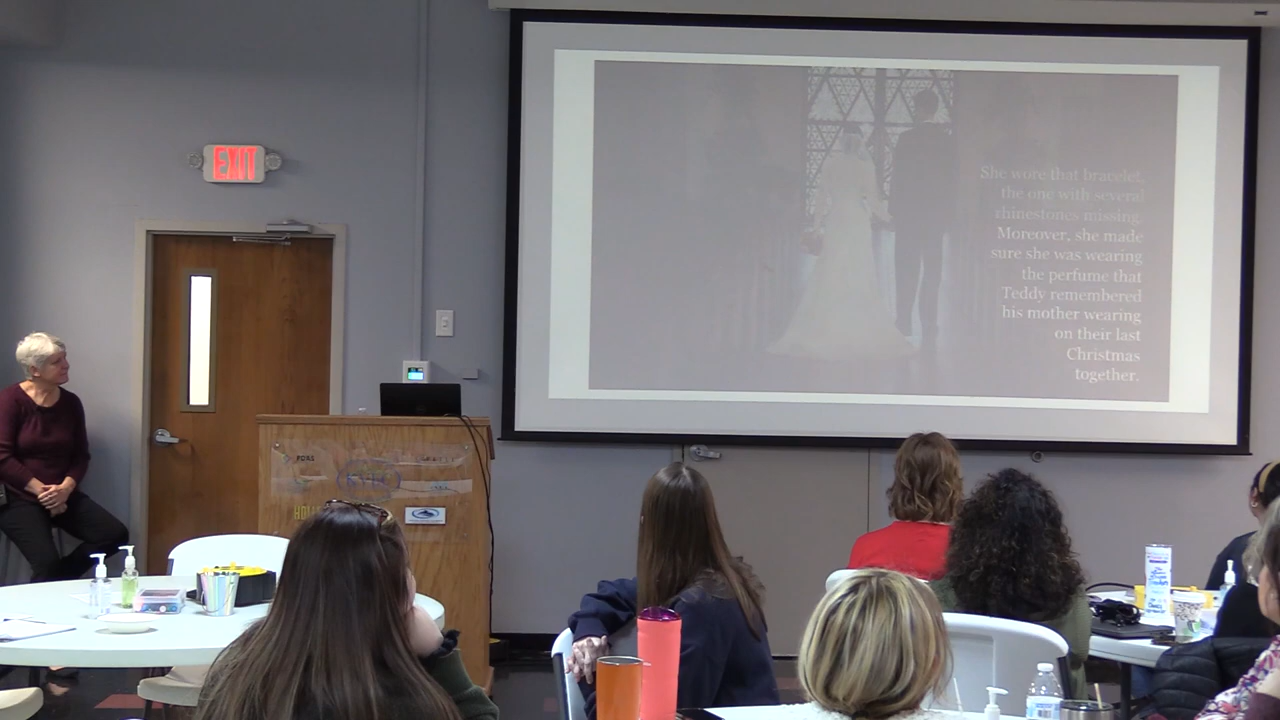 EXIT
She wore that bracelet,
the one with several
rhinestones missing.
Moreover, she made
sure she was wearing
the perfume that
Teddy remembered
his mother wearing
on their last
Christmas
together.